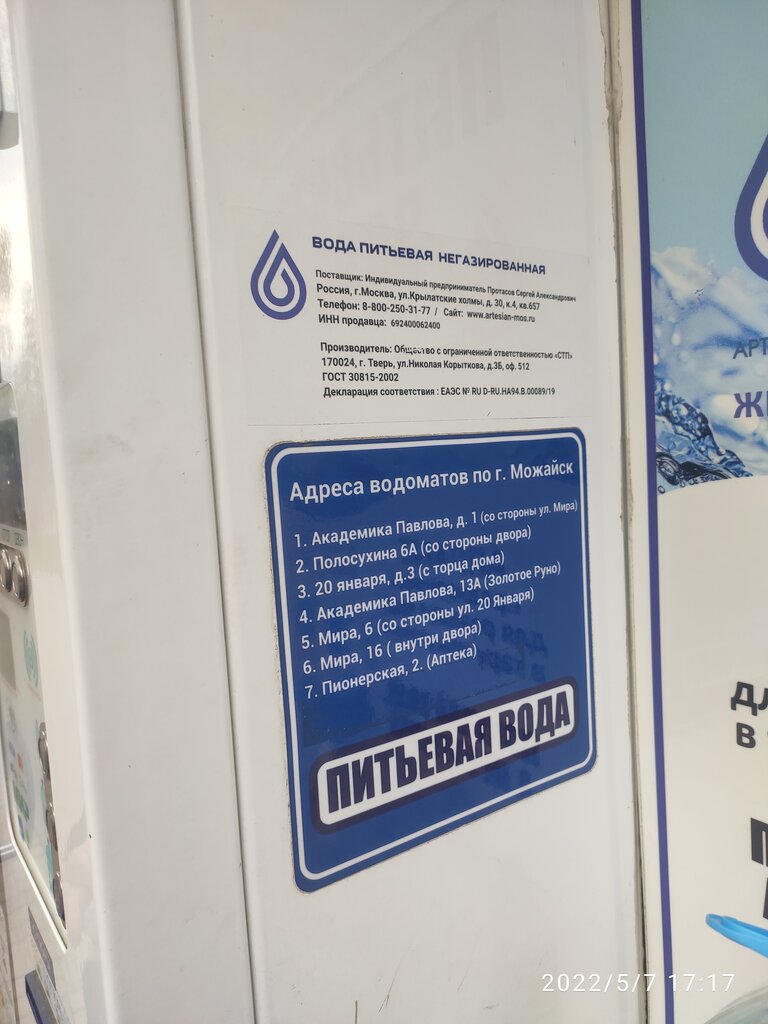 ВОДА ПИТЬЕВАЯ НЕГАЗИРОВАННАЯ
Поставщик: Индивидуальный предприниматель Протасов Сергей Александрович
Россия, г.Москва, ул.Крылатские холмы, д. 30, к.4, кв.657
Телефон: 8-800-250-31-77 / Сайт: www.artesian-mos.ru
ИНН продавца: 692400062400
Производитель: Общество с ограниченной ответственностью «СТП»
170024, г. Тверь, ул.Николая Корыткова, д.3Б, оф. 512
ГОСТ 30815-2002
Декларация соответствия : ЕАЭС № RU D-RU.НА94.В.00089/19
Адреса водоматов по г. Можайск
1. Академика Павлова, д. 1 (со стороны ул. Мира)
2. Полосухина 6А (со стороны двора)
3. 20 января, д.3 (с торца дома)
4. Академика Павлова, 13А (Золотое Руно)
5. Мира, 6 (со стороны ул. 20 Января)
6. Мира, 16 ( внутри двора)
7. Пионерская, 2. (Аптека)
ПИТЬЕВАЯ ВОДА
2022/5/7 17:17